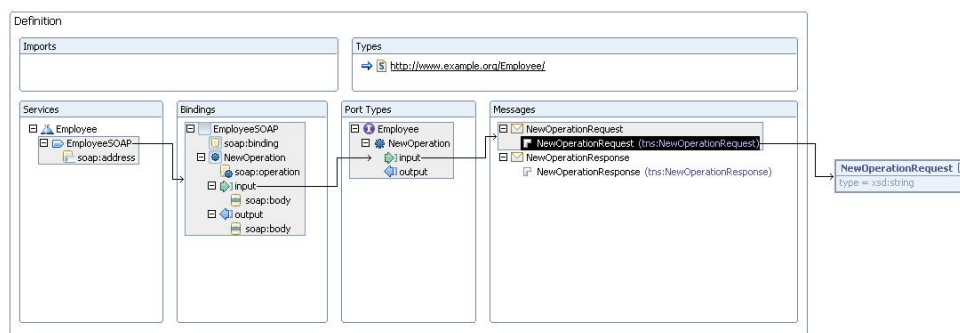 Definition
Imports
Types
http://www.example.org/Employee/
Services
Employee
EmployeeSOAP
soap:address
Bindings
EmployeeSOAP
soap:binding
NewOperation
soap:operation
input
soap:body
output
soap:body
Port Types
Employee
NewOperation
input
output
Messages
NewOperationRequest
NewOperationRequest (tns:NewOperationRequest)
NewOperationResponse
NewOperationResponse (tns:NewOperationResponse)
NewOperationRequest
type = xsd:string